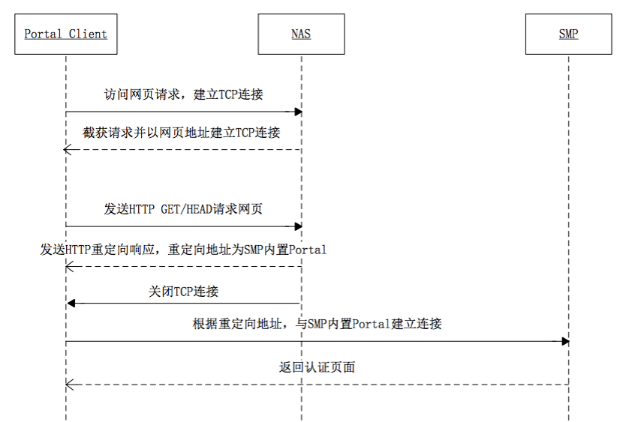 Portal Client
NAS
SMP
访问网页请求，建立TCP连接
截获请求并以网页地址建立TCP连接
发送HTTP GET/HEAD请求网页
发送HTTP重定向响应，重定向地址为SMP内置Portal
关闭TCP连接
根据重定向地址，与SMP内置Portal建立连接
返回认证页面